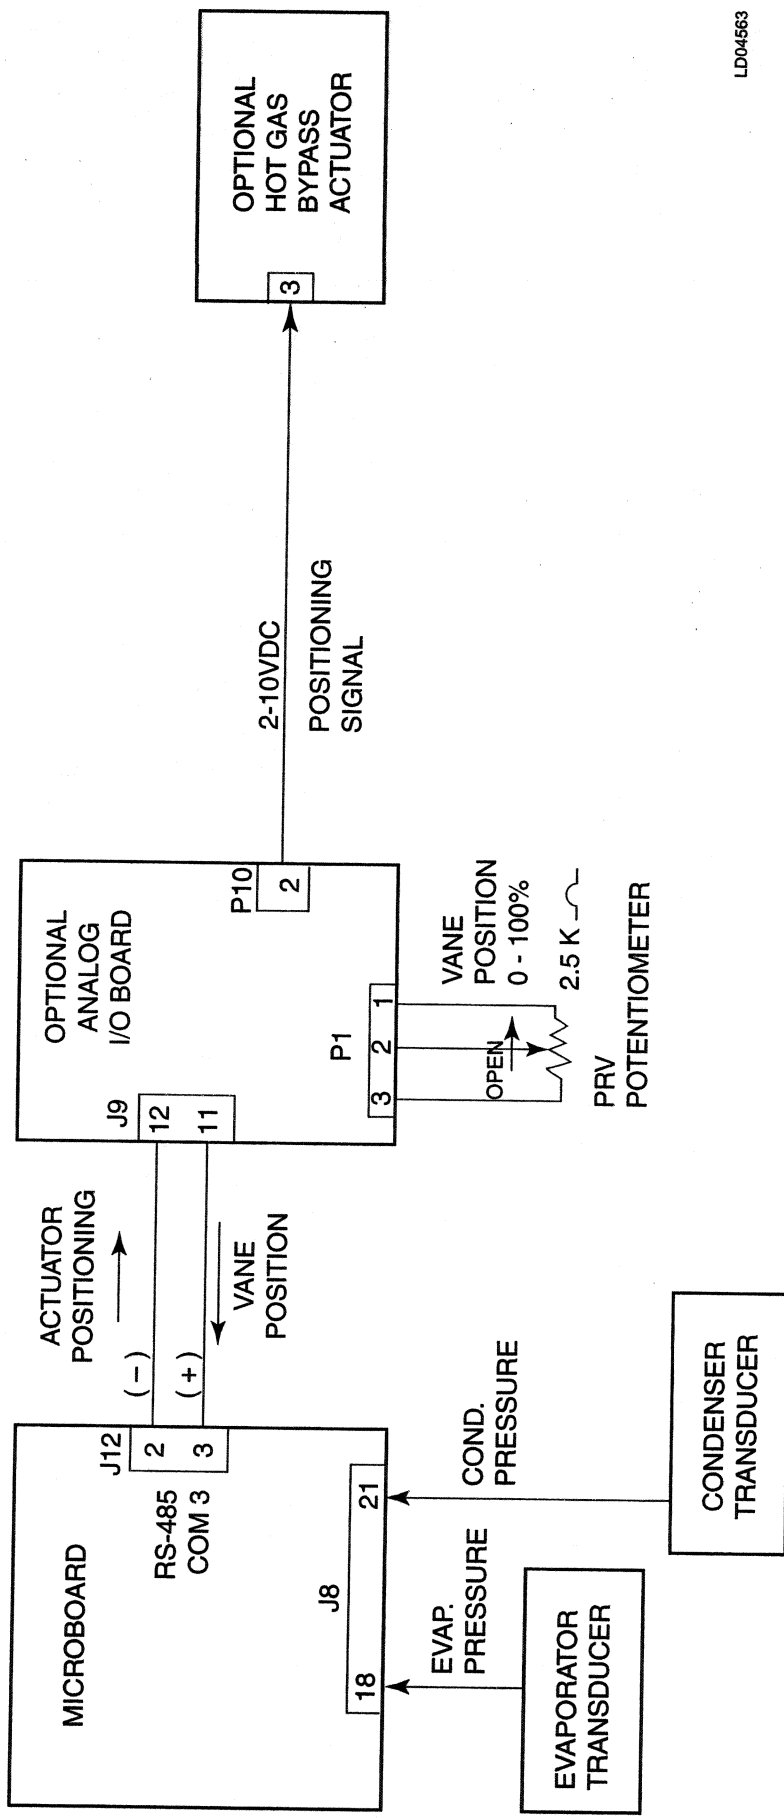 MICROBOARD
J12
2
3
RS-485
COM 3
J8
18
21
EVAP.
PRESSURE
COND.
PRESSURE
EVAPORATOR
TRANSDUCER
CONDENSER
TRANSDUCER
ACTUATOR
POSITIONING
(-)
(+)
VANE
POSITION
OPTIONAL
ANALOG
I/O BOARD
J9
12
11
P10
2
P1
3
2
1
OPEN
VANE
POSITION
0 - 100%
2.5 K
PRV
POTENTIOMETER
2-10VDC
POSITIONING
SIGNAL
OPTIONAL
HOT GAS
BYPASS
ACTUATOR
3
LD04563